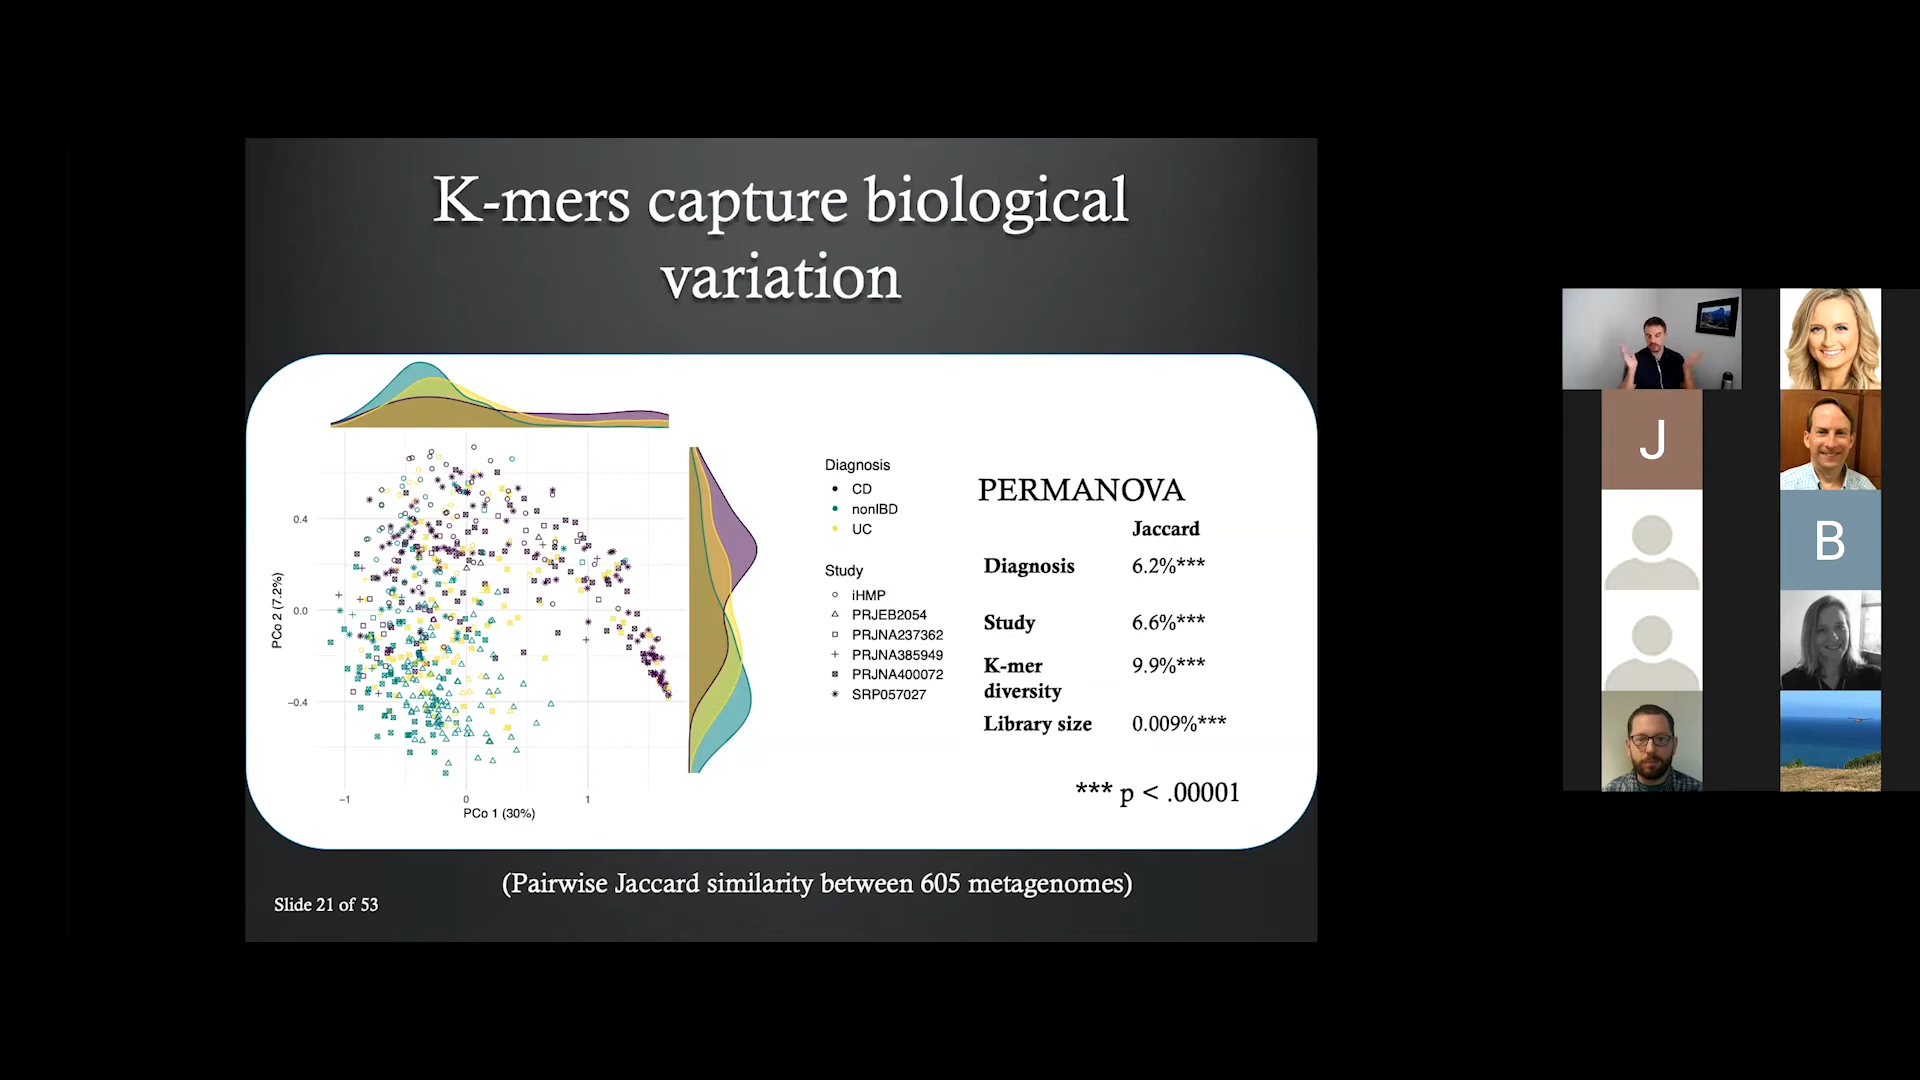 K-mers capture biological
variation
0.4
0.0
−0.4
PCo 2 (7.2%)
−1
0
1
PCo 1 (30%)
Diagnosis
CD
nonIBD
UC
Study
iHMP
PRJEB2054
PRJNA237362
PRJNA385949
PRJNA400072
SRP057027
PERMANOVA
Jaccard
Diagnosis 6.2%***
Study 6.6%***
K-mer 9.9%***
diversity
Library size 0.009%***
*** p < .00001
(Pairwise Jaccard similarity between 605 metagenomes)
Slide 21 of 53
J
B